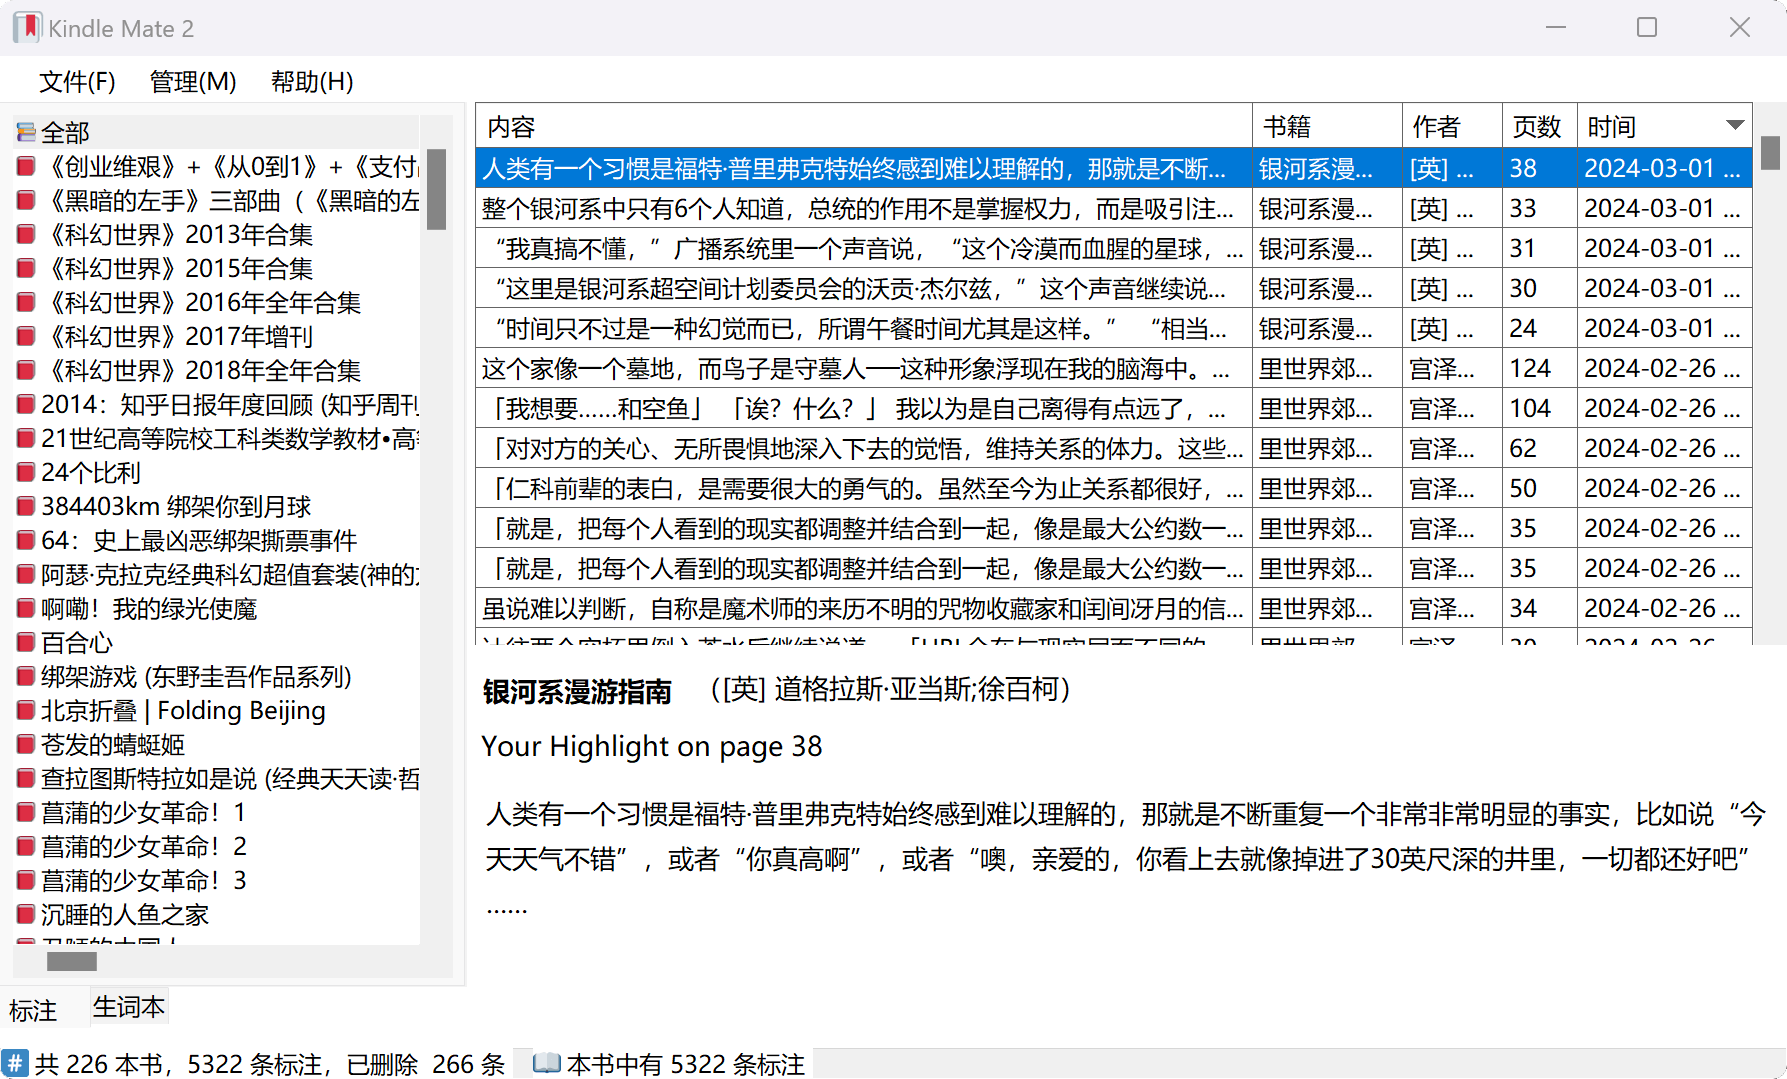 Kindle Mate 2
文件(F) 管理(M) 帮助(H)
全部
《创业维艰》+《从0到1》+《支付
《黑暗的左手》三部曲（《黑暗的左
《科幻世界》2013年合集
《科幻世界》2015年合集
《科幻世界》2016年全年合集
《科幻世界》2017年增刊
《科幻世界》2018年全年合集
2014：知乎日报年度回顾 (知乎周刊
21世纪高等院校工科类数学教材•高
24个比利
384403km 绑架你到月球
64：史上最凶恶绑架撕票事件
阿瑟·克拉克经典科幻超值套装(神的
啊嘞！我的绿光使魔
百合心
绑架游戏 (东野圭吾作品系列)
北京折叠 | Folding Beijing
苍发的蜻蜓姬
查拉图斯特拉如是说 (经典天天读·哲
菖蒲的少女革命！1
菖蒲的少女革命！2
菖蒲的少女革命！3
沉睡的人鱼之家
标注 生词本
内容 书籍 作者 页数 时间
人类有一个习惯是福特·普里弗克特始终感到难以理解的，那就是不断... 银河系漫... [英] ... 38 2024-03-01 ...
整个银河系中只有6个人知道，总统的作用不是掌握权力，而是吸引注... 银河系漫... [英] ... 33 2024-03-01 ...
“我真搞不懂，”广播系统里一个声音说，“这个冷漠而血腥的星球，... 银河系漫... [英] ... 31 2024-03-01 ...
“这里是银河系超空间计划委员会的沃贡·杰尔兹，”这个声音继续说... 银河系漫... [英] ... 30 2024-03-01 ...
“时间只不过是一种幻觉而已，所谓午餐时间尤其是这样。” “相当... 银河系漫... [英] ... 24 2024-03-01 ...
这个家像一个墓地，而鸟子是守墓人──这种形象浮现在我的脑海中。... 里世界郊... 宫泽... 124 2024-02-26 ...
「我想要……和空鱼」 「诶？什么？」 我以为是自己离得有点远了，... 里世界郊... 宫泽... 104 2024-02-26 ...
「对对方的关心、无所畏惧地深入下去的觉悟，维持关系的体力。这些... 里世界郊... 宫泽... 62 2024-02-26 ...
「仁科前辈的表白，是需要很大的勇气的。虽然至今为止关系都很好，... 里世界郊... 宫泽... 50 2024-02-26 ...
「就是，把每个人看到的现实都调整并结合到一起，像是最大公约数一... 里世界郊... 宫泽... 35 2024-02-26 ...
「就是，把每个人看到的现实都调整并结合到一起，像是最大公约数一... 里世界郊... 宫泽... 35 2024-02-26 ...
虽说难以判断，自称是魔术师的来历不明的咒物收藏家和闰间冴月的信... 里世界郊... 宫泽... 34 2024-02-26 ...
银河系漫游指南 （[英] 道格拉斯·亚当斯;徐百柯）
Your Highlight on page 38
人类有一个习惯是福特·普里弗克特始终感到难以理解的，那就是不断重复一个非常非常明显的事实，比如说“今
天天气不错”，或者“你真高啊”，或者“噢，亲爱的，你看上去就像掉进了30英尺深的井里，一切都还好吧”
……
共 226 本书，5322 条标注，已删除 266 条 本书中有 5322 条标注